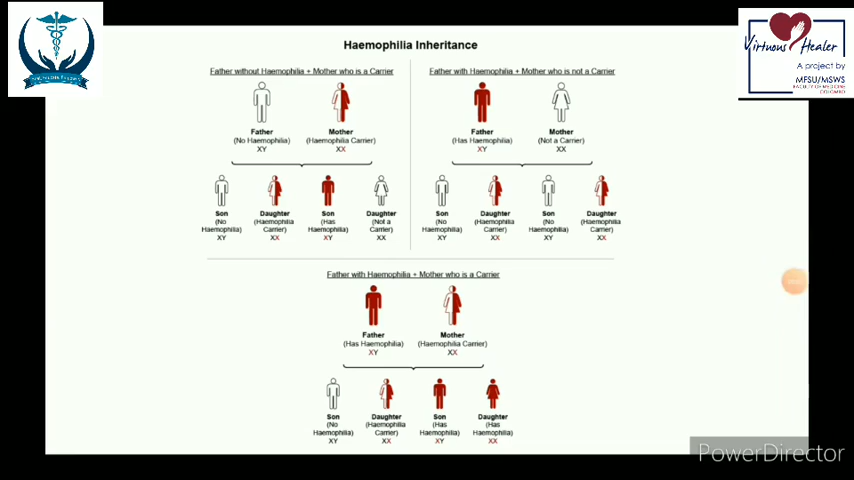 Haemophilia Inheritance
Virtuous Healer
A project by
MFSU/MSWS
FACULTY OF MEDICINE
COLOMBO
Father without Haemophilia + Mother who is a Carrier
Father
(No Haemophilia)
XY
Mother
(Haemophilia Carrier)
XX
Son
(No
Haemophilia)
XY
Daughter
(Haemophilia
Carrier)
XX
Son
(Has
Haemophilia)
XY
Daughter
(Not a
Carrier)
XX
Father with Haemophilia + Mother who is not a Carrier
Father
(Has Haemophilia)
XY
Mother
(Not a Carrier)
XX
Son
(No
Haemophilia)
XY
Daughter
(Haemophilia
Carrier)
XX
Son
(No
Haemophilia)
XY
Daughter
(Haemophilia
Carrier)
XX
Father with Haemophilia + Mother who is a Carrier
Father
(Has Haemophilia)
XY
Mother
(Haemophilia Carrier)
XX
Son
(No
Haemophilia)
XY
Daughter
(Haemophilia
Carrier)
XX
Son
(Has
Haemophilia)
XY
Daughter
(Has
Haemophilia)
XX
PowerDirector